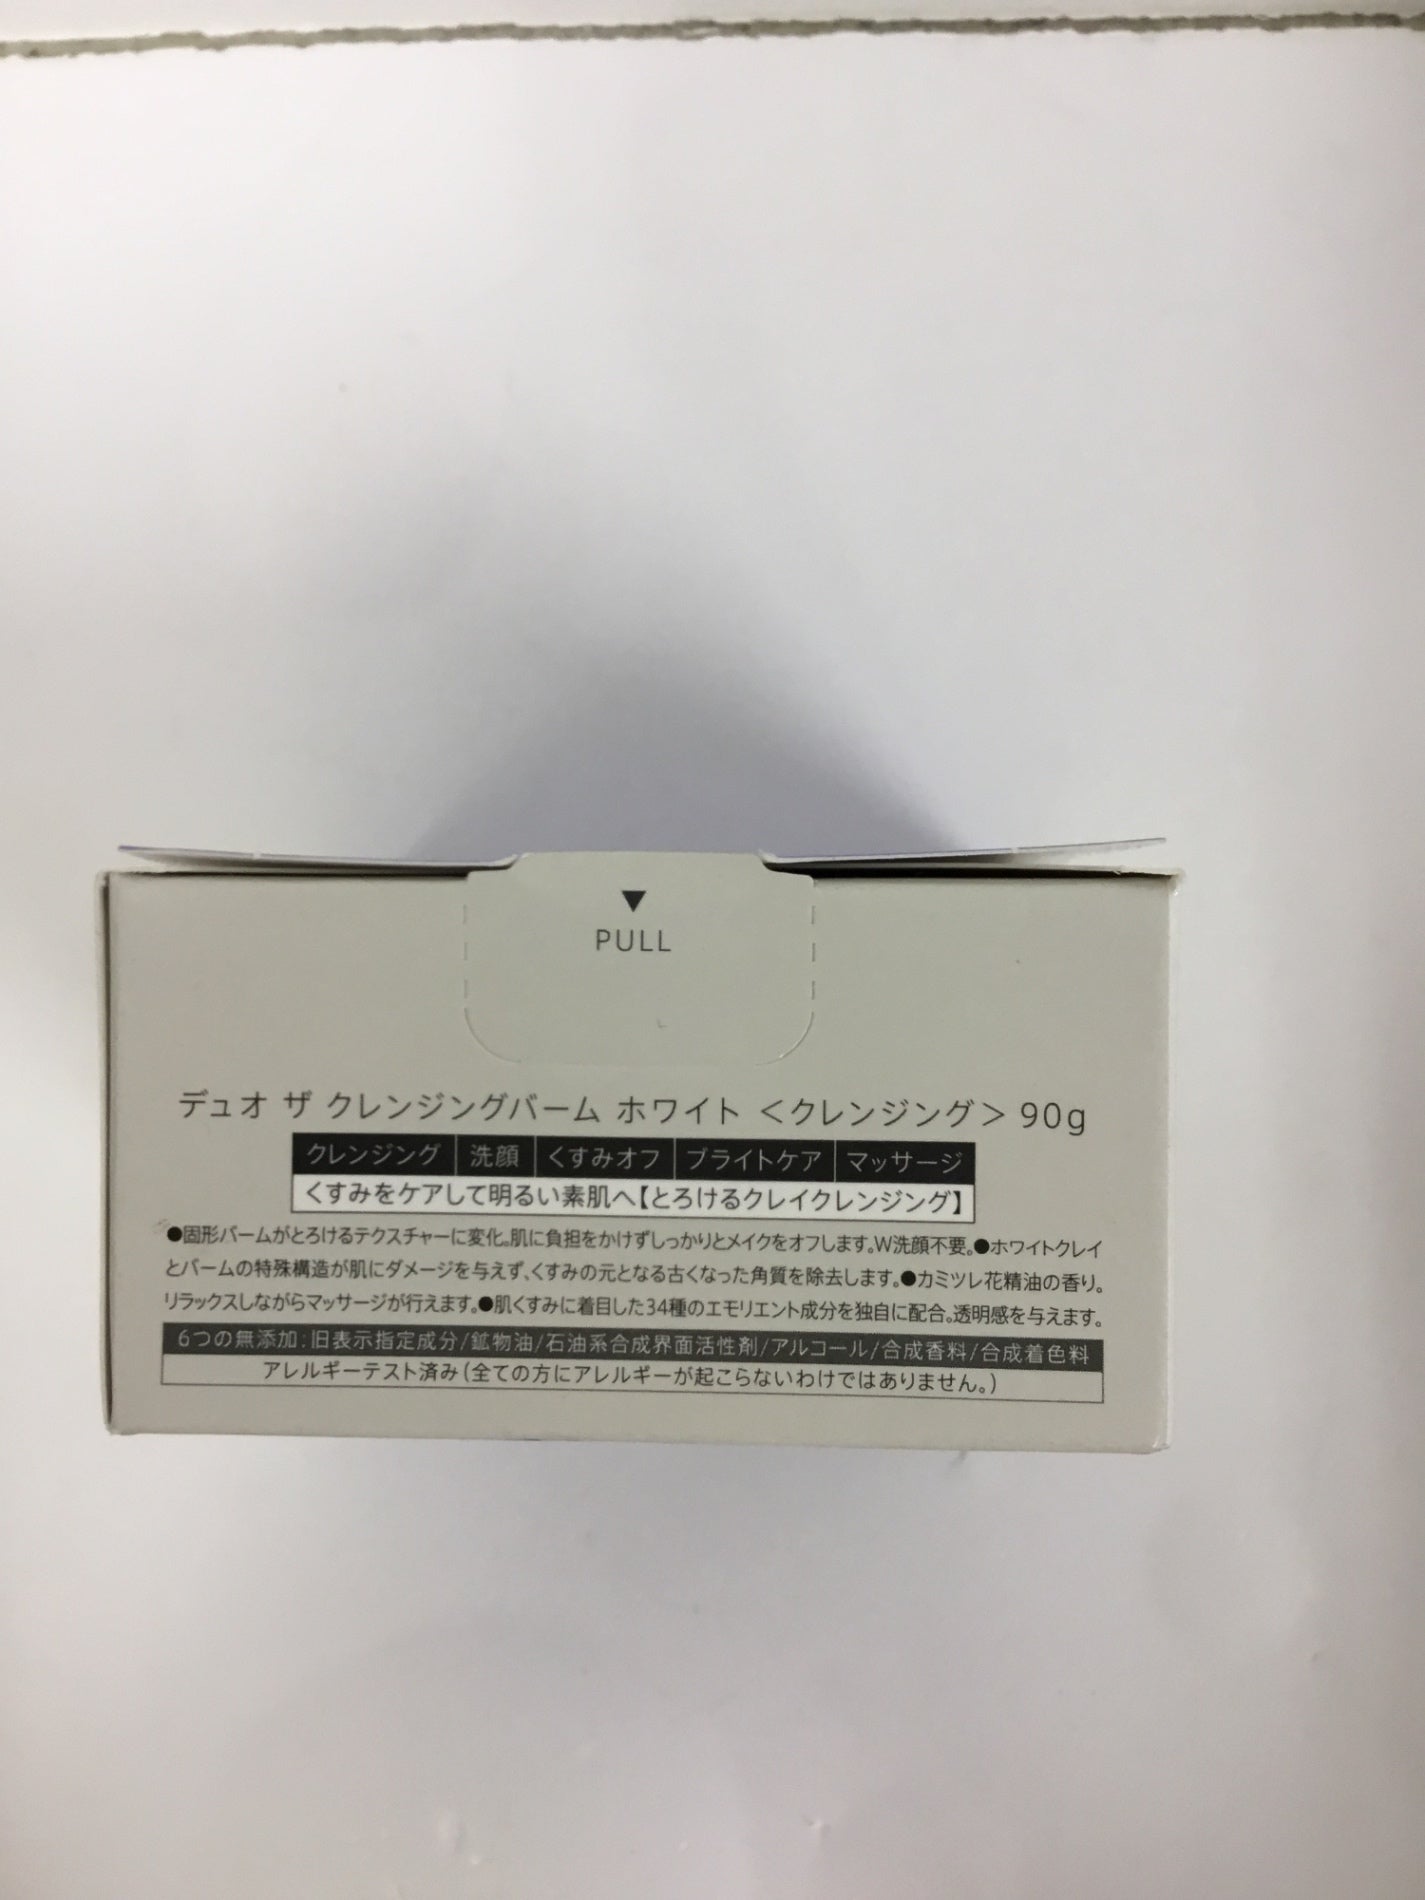 ▼
PULL
デュオ ザ クレンジングバーム ホワイト <クレンジング> 90g
クレンジング 洗顔 くすみオフ ブライトケア マッサージ
くすみをケアして明るい素肌へ【とろけるクレイクレンジング】
●固形バームがとろけるテクスチャーに変化。肌に負担をかけずしっかりとメイクをオフします。W洗顔不要。●ホワイトクレイ
とバームの特殊構造が肌にダメージを与えず、くすみの元となる古くなった角質を除去します。●カミツレ花精油の香り。
リラックスしながらマッサージが行えます。●肌くすみに着目した34種のエモリエント成分を独自に配合。透明感を与えます。
6つの無添加:旧表示指定成分/鉱物油/石油系合成界面活性剤/アルコール/合成香料/合成着色料
アレルギーテスト済み(全ての方にアレルギーが起こらないわけではありません。)